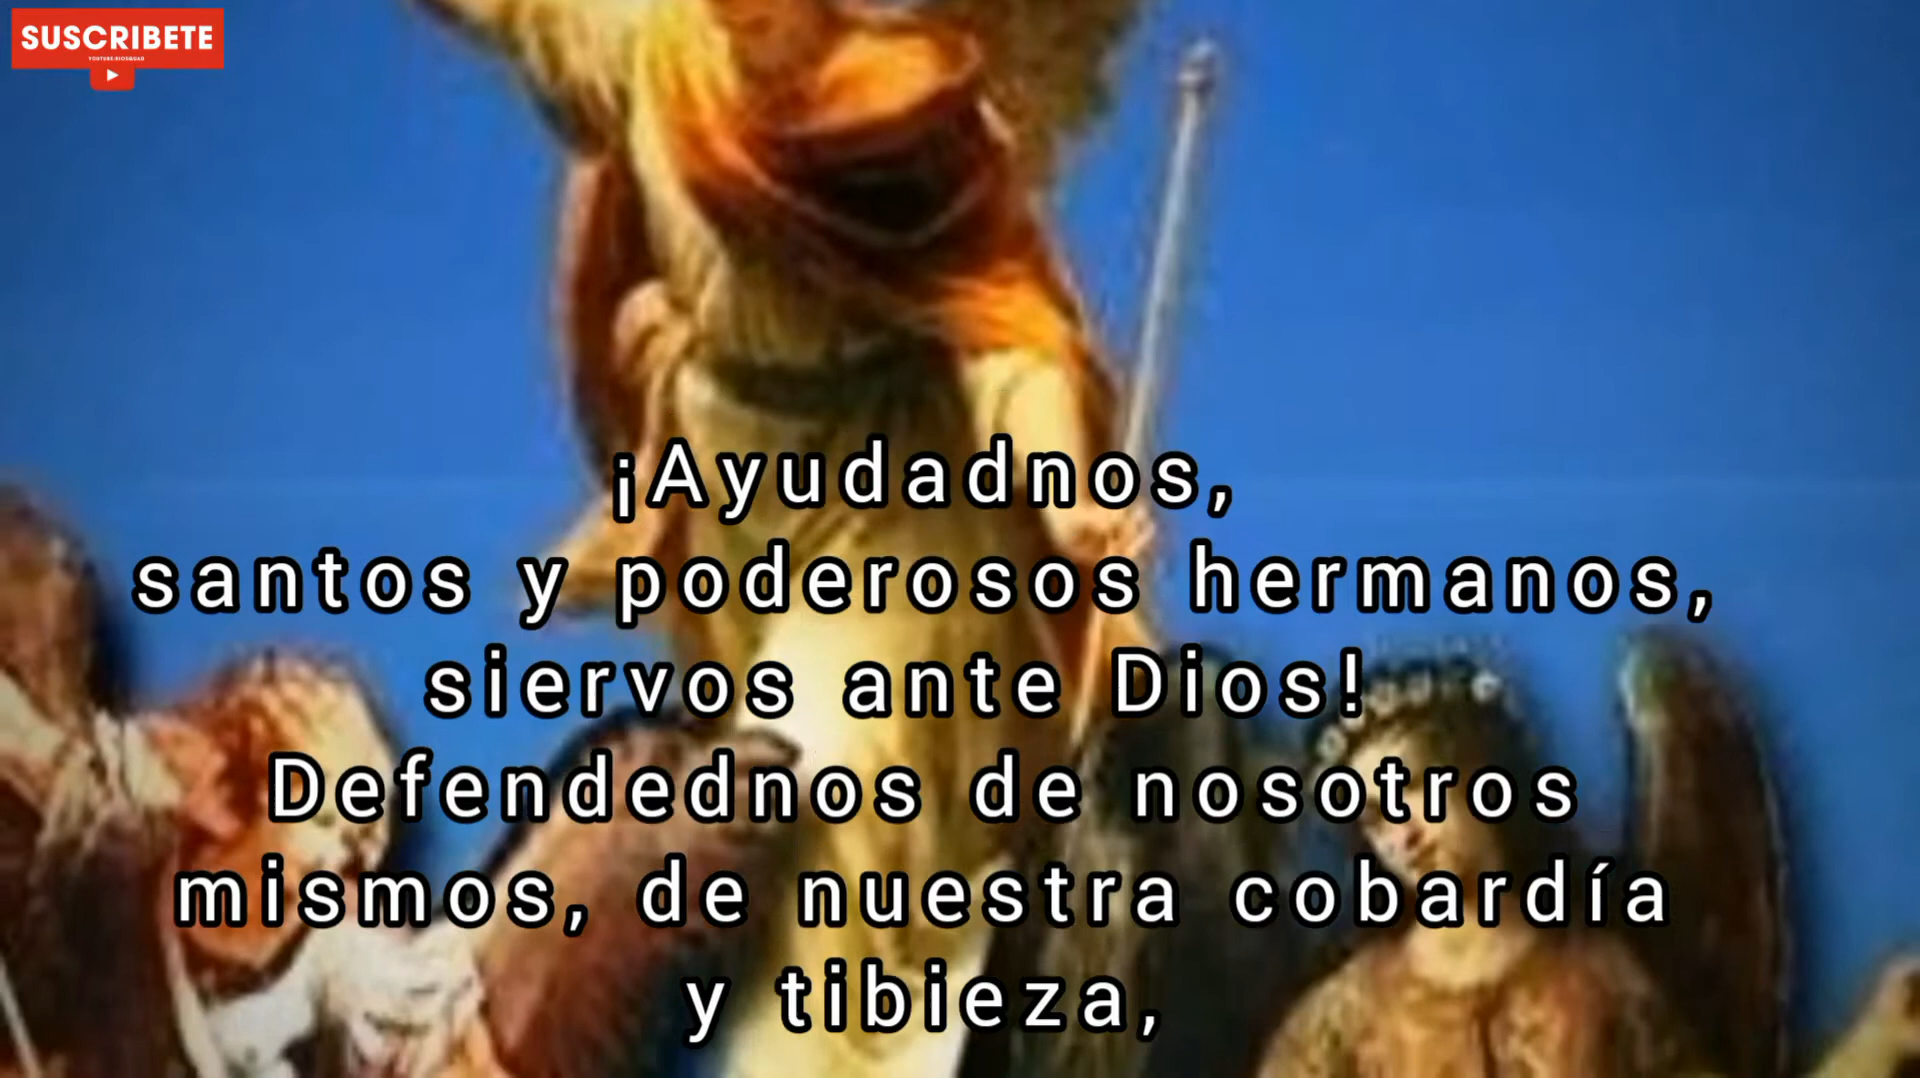 SUSCRIBETE
¡Ayudadnos,
santos y poderosos hermanos,
siervos ante Dios!
Defendednos de nosotros
mismos, de nuestra cobardía
y tibieza,